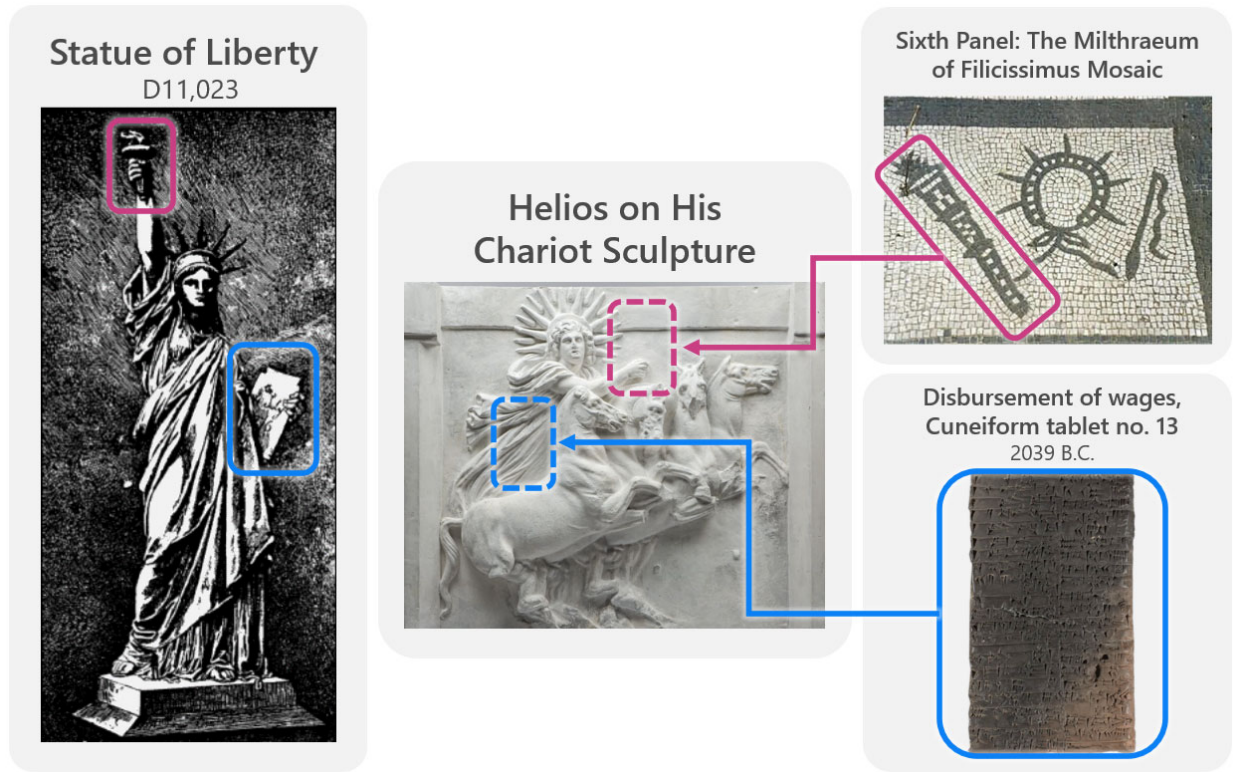 Statue of Liberty
D11,023
Helios on His
Chariot Sculpture
Sixth Panel: The Milthraeum
of Filicissimus Mosaic
Disbursement of wages,
Cuneiform tablet no. 13
2039 B.C.